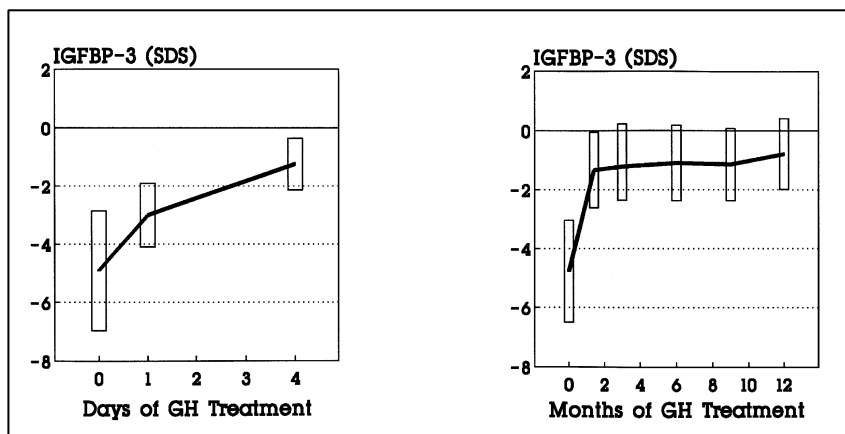 IGFBP-3 (SDS)
2
0
-2
-4
-6
-8
0 1 2 3 4
Days of GH Treatment
IGFBP-3 (SDS)
2
0
-2
-4
-6
-8
0 2 4 6 8 10 12
Months of GH Treatment